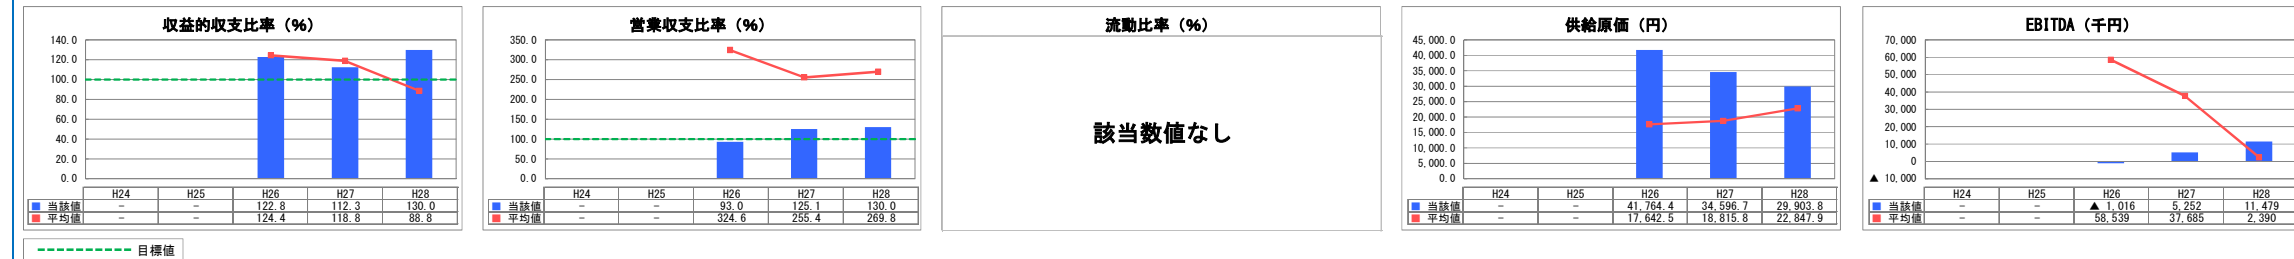 収益的収支比率（%）
140.0
120.0
100.0
80.0
60.0
40.0
20.0
0.0
H24 H25 H26 H27 H28
当該値 － － 122.8 112.3 130.0
平均値 － － 124.4 118.8 88.8
目標値
営業収支比率（%）
350.0
300.0
250.0
200.0
150.0
100.0
50.0
0.0
H24 H25 H26 H27 H28
当該値 － － 93.0 125.1 130.0
平均値 － － 324.6 255.4 269.8
流動比率（%）
該当数値なし
供給原価（円）
45,000.0
40,000.0
35,000.0
30,000.0
25,000.0
20,000.0
15,000.0
10,000.0
5,000.0
0.0
H24 H25 H26 H27 H28
当該値 － － 41,764.4 34,596.7 29,903.8
平均値 － － 17,642.5 18,815.8 22,847.9
EBITDA（千円）
70,000
60,000
50,000
40,000
30,000
20,000
10,000
0
▲ 10,000
H24 H25 H26 H27 H28
当該値 － － ▲ 1,016 5,252 11,479
平均値 － － 58,539 37,685 2,390